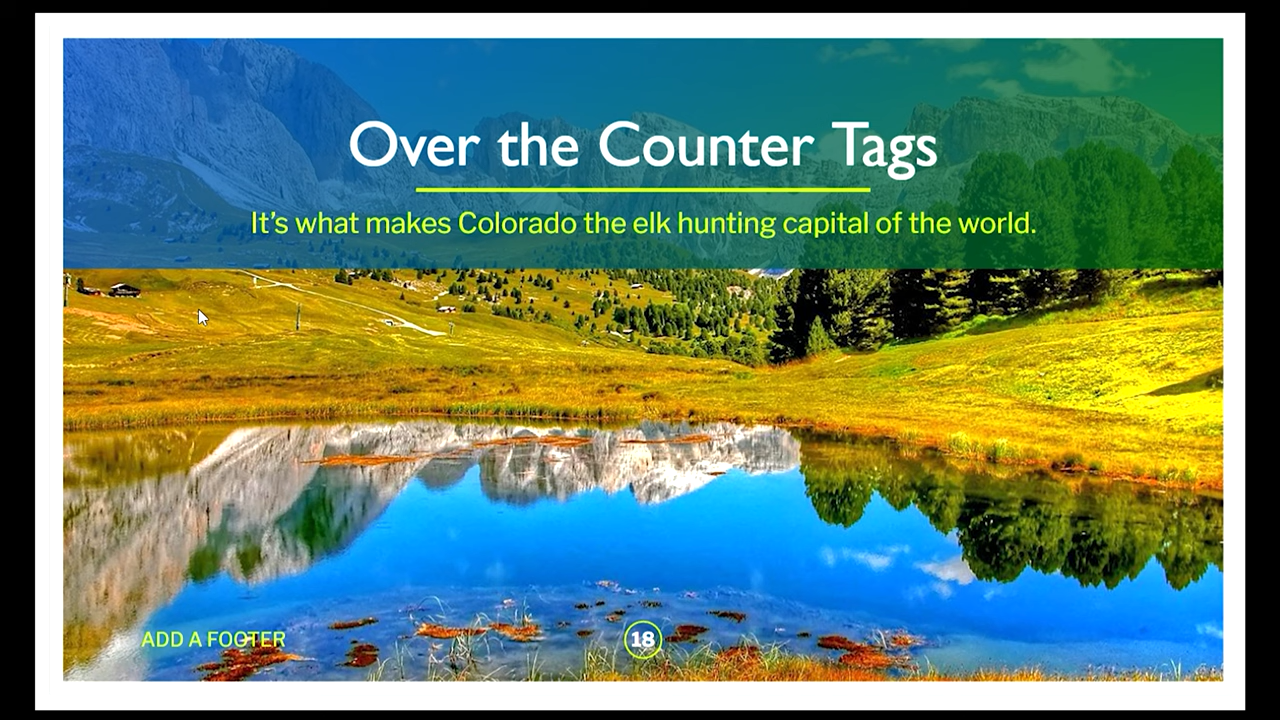 Over the Counter Tags
It's what makes Colorado the elk hunting capital of the world.
ADD A FOOTER
18